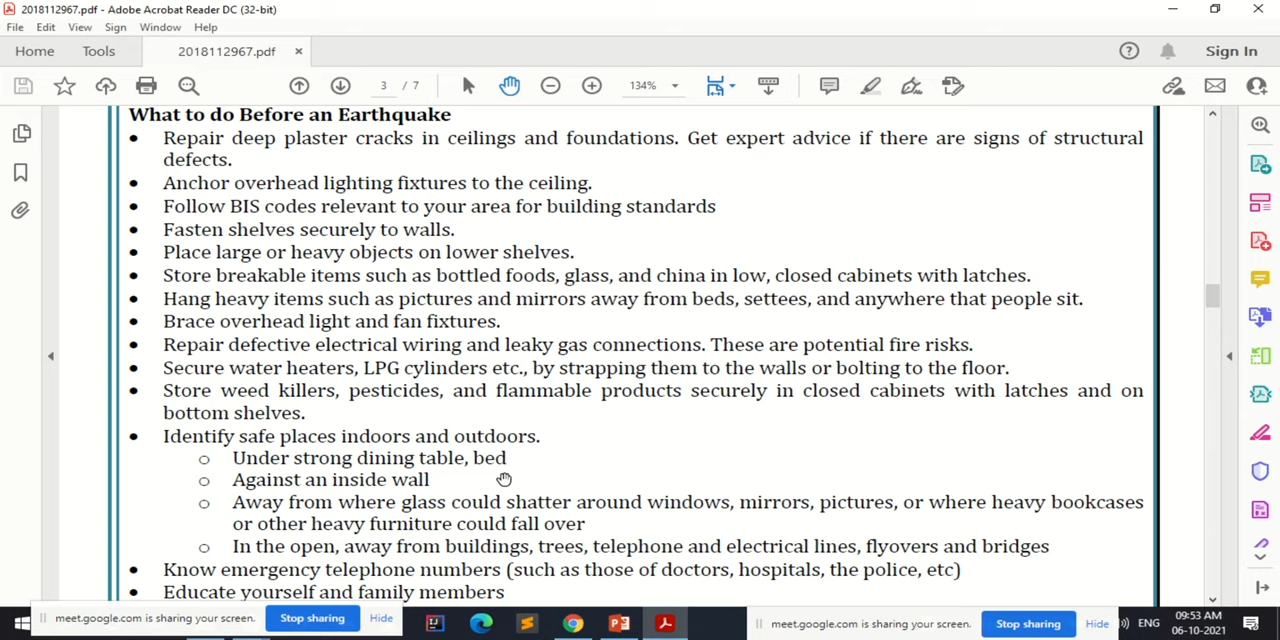 2018112967.pdf - Adobe Acrobat Reader DC (32-bit)
File Edit View Sign Window Help
Home Tools 2018112967.pdf × Sign In
3 / 7 134%
What to do Before an Earthquake
• Repair deep plaster cracks in ceilings and foundations. Get expert advice if there are signs of structural
defects.
• Anchor overhead lighting fixtures to the ceiling.
• Follow BIS codes relevant to your area for building standards
• Fasten shelves securely to walls.
• Place large or heavy objects on lower shelves.
• Store breakable items such as bottled foods, glass, and china in low, closed cabinets with latches.
• Hang heavy items such as pictures and mirrors away from beds, settees, and anywhere that people sit.
• Brace overhead light and fan fixtures.
• Repair defective electrical wiring and leaky gas connections. These are potential fire risks.
• Secure water heaters, LPG cylinders etc., by strapping them to the walls or bolting to the floor.
• Store weed killers, pesticides, and flammable products securely in closed cabinets with latches and on
bottom shelves.
• Identify safe places indoors and outdoors.
o Under strong dining table, bed
o Against an inside wall
o Away from where glass could shatter around windows, mirrors, pictures, or where heavy bookcases
or other heavy furniture could fall over
o In the open, away from buildings, trees, telephone and electrical lines, flyovers and bridges
• Know emergency telephone numbers (such as those of doctors, hospitals, the police, etc)
• Educate yourself and family members
meet.google.com is sharing your screen. Stop sharing Hide
meet.google.com is sharing your screen. Stop sharing Hide
ENG
09:53 AM
06-10-2021